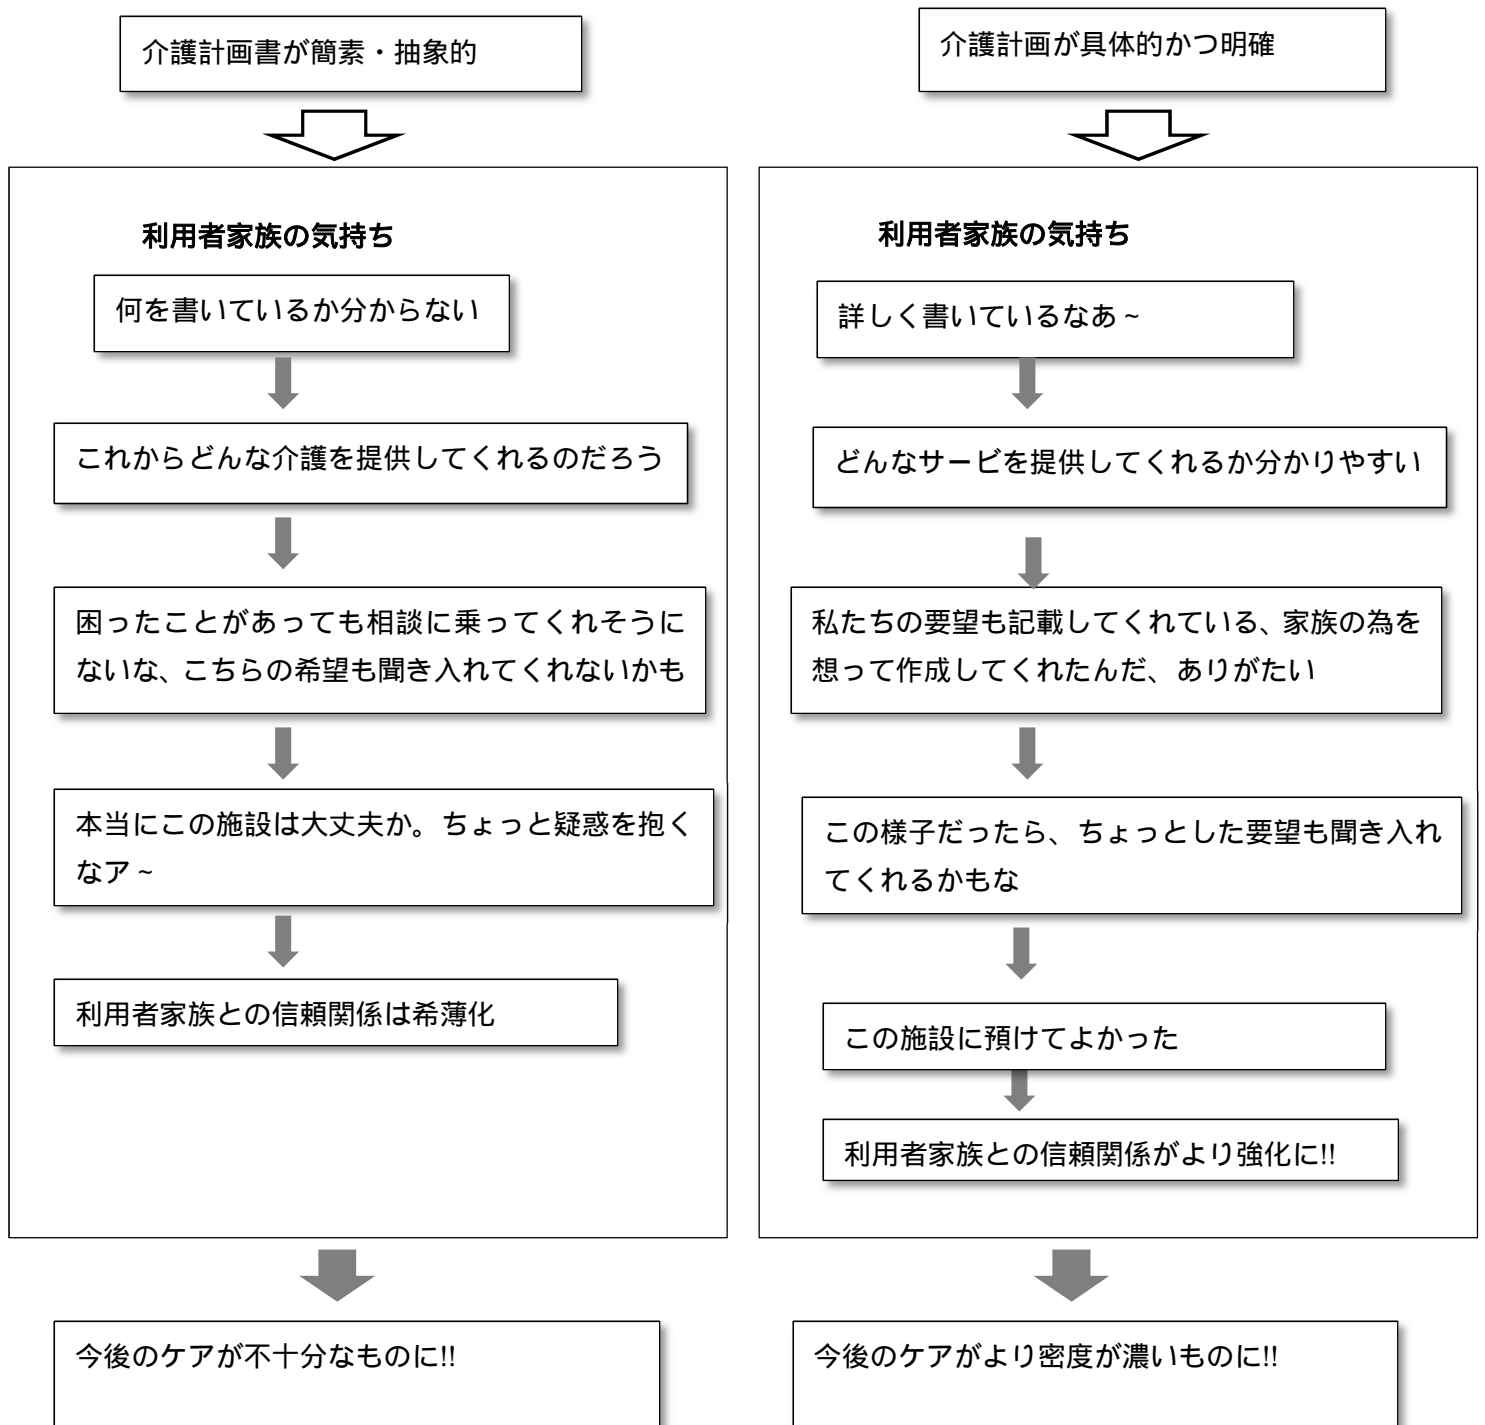 介護計画書が簡素・抽象的
利用者家族の気持ち
何を書いているか分からない
これからどんな介護を提供してくれるのだろう
困ったことがあっても相談に乗ってくれそうに
ないな、こちらの希望も聞き入れてくれないかも
本当にこの施設は大丈夫か。ちょっと疑惑を抱く
なア~
利用者家族との信頼関係は希薄化
今後のケアが不十分なものに!!
介護計画が具体的かつ明確
利用者家族の気持ち
詳しく書いているなあ~
どんなサービを提供してくれるか分かりやすい
私たちの要望も記載してくれている、家族の為を
想って作成してくれたんだ、ありがたい
この様子だったら、ちょっとした要望も聞き入れ
てくれるかもな
この施設に預けてよかった
利用者家族との信頼関係がより強化に!!
今後のケアがより密度が濃いものに!!